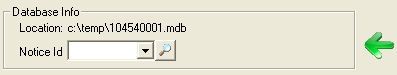 Database Info
Location: c:\temp\104540001.mdb
Notice Id